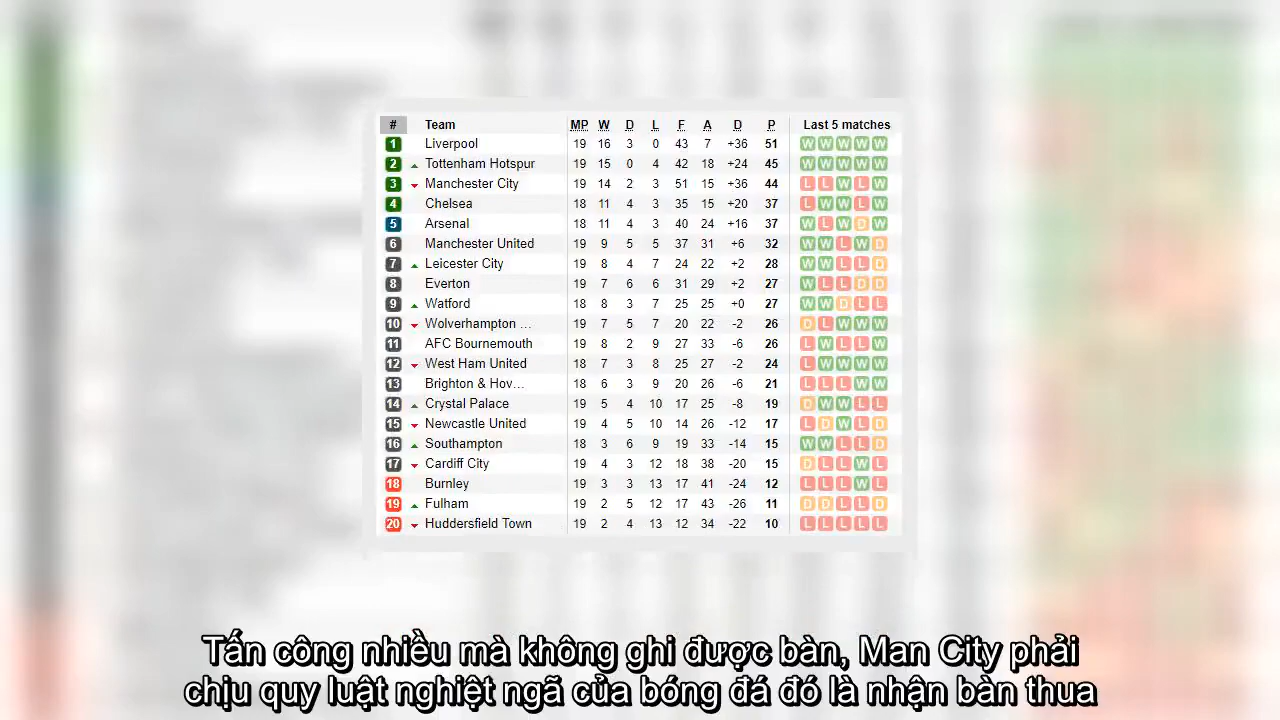 # Team MP W D L F A D P Last 5 matches
1 Liverpool 19 16 3 0 43 7 +36 51 W W W W W
2 Tottenham Hotspur 19 15 0 4 42 18 +24 45 W W W W W
3 Manchester City 19 14 2 3 51 15 +36 44 L L W L W
4 Chelsea 18 11 4 3 35 15 +20 37 L W W L W
5 Arsenal 18 11 4 3 40 24 +16 37 W L W D W
6 Manchester United 19 9 5 5 37 31 +6 32 W W L W D
7 Leicester City 19 8 4 7 24 22 +2 28 W W L L D
8 Everton 19 7 6 6 31 29 +2 27 W L L D D
9 Watford 19 8 3 7 25 25 +0 27 W W D L L
10 Wolverhampton ... 19 7 5 7 20 22 -2 26 D L W W W
11 AFC Bournemouth 19 8 2 9 27 33 -6 26 L W L L W
12 West Ham United 18 7 3 8 25 27 -2 24 L W W W W
13 Brighton & Hov... 18 6 3 9 20 26 -6 21 L L L W W
14 Crystal Palace 19 5 4 10 17 25 -8 19 D W W L L
15 Newcastle United 19 4 5 10 14 26 -12 17 L D W L D
16 Southampton 18 3 6 9 19 33 -14 15 W W L L D
17 Cardiff City 19 4 3 12 18 38 -20 15 D L L W L
18 Burnley 19 3 3 13 17 41 -24 12 L L L W L
19 Fulham 19 2 5 12 17 43 -26 11 D D L L D
20 Huddersfield Town 19 2 4 13 12 34 -22 10 L L L L L
Tấn công nhiều mà không ghi được bàn, Man City phải
chịu quy luật nghiệt ngã của bóng đá đó là nhận bàn thua